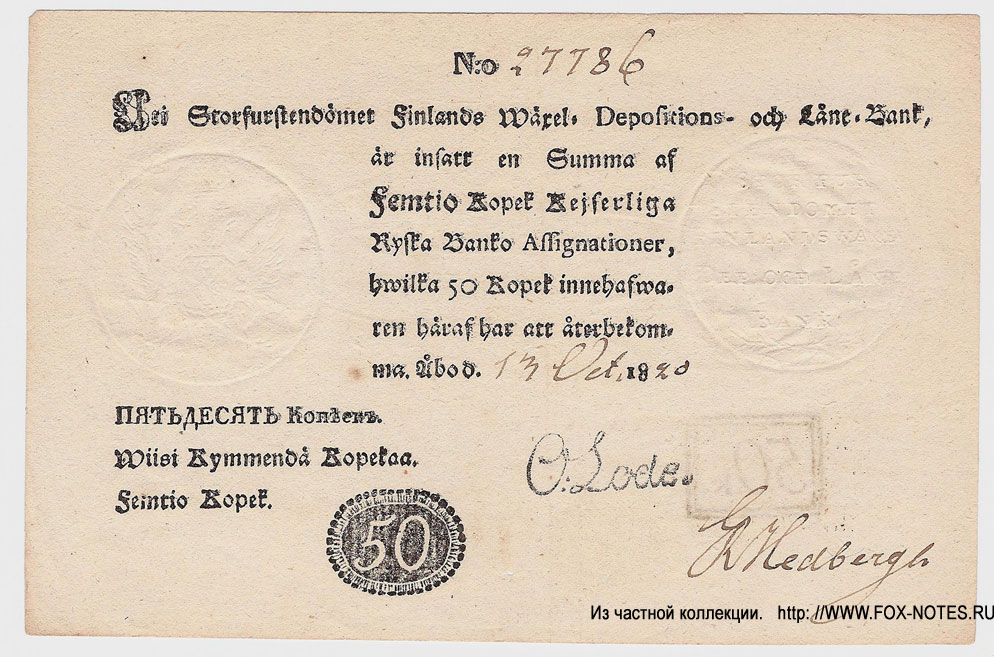 N:o 27786
Uti Storfurstendömet Finlands Wäxel- Depositions- och Låne-Bank,
är insatt en Summa af
Femtio Kopek Kejserliga
Ryska Banko Assignationer,
hwilka 50 Kopek innehafwa-
ren häraf har att återbekom-
ma. Åbo d. 13 Oct. 1820
ПЯТЬДЕСЯТЬ Копѣекъ.
Wiisi Kymmendä Kopekaa.
Femtio Kopek.
50
O. Lode.
Hedbergh
Из частной коллекции. http://WWW.FOX-NOTES.RU